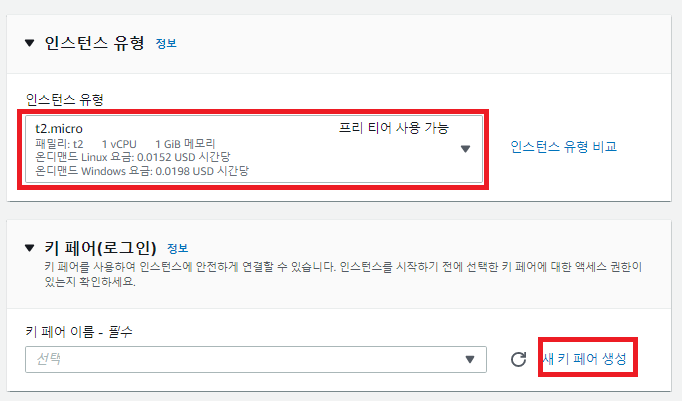 인스턴스 유형 정보
인스턴스 유형
t2.micro 프리 티어 사용 가능
패밀리: t2 1 vCPU 1 GiB 메모리
온디맨드 Linux 요금: 0.0152 USD 시간당
온디맨드 Windows 요금: 0.0198 USD 시간당
인스턴스 유형 비교
키 페어(로그인) 정보
키 페어를 사용하여 인스턴스에 안전하게 연결할 수 있습니다. 인스턴스를 시작하기 전에 선택한 키 페어에 대한 액세스 권한이
있는지 확인하세요.
키 페어 이름 - 필수
선택
새 키 페어 생성